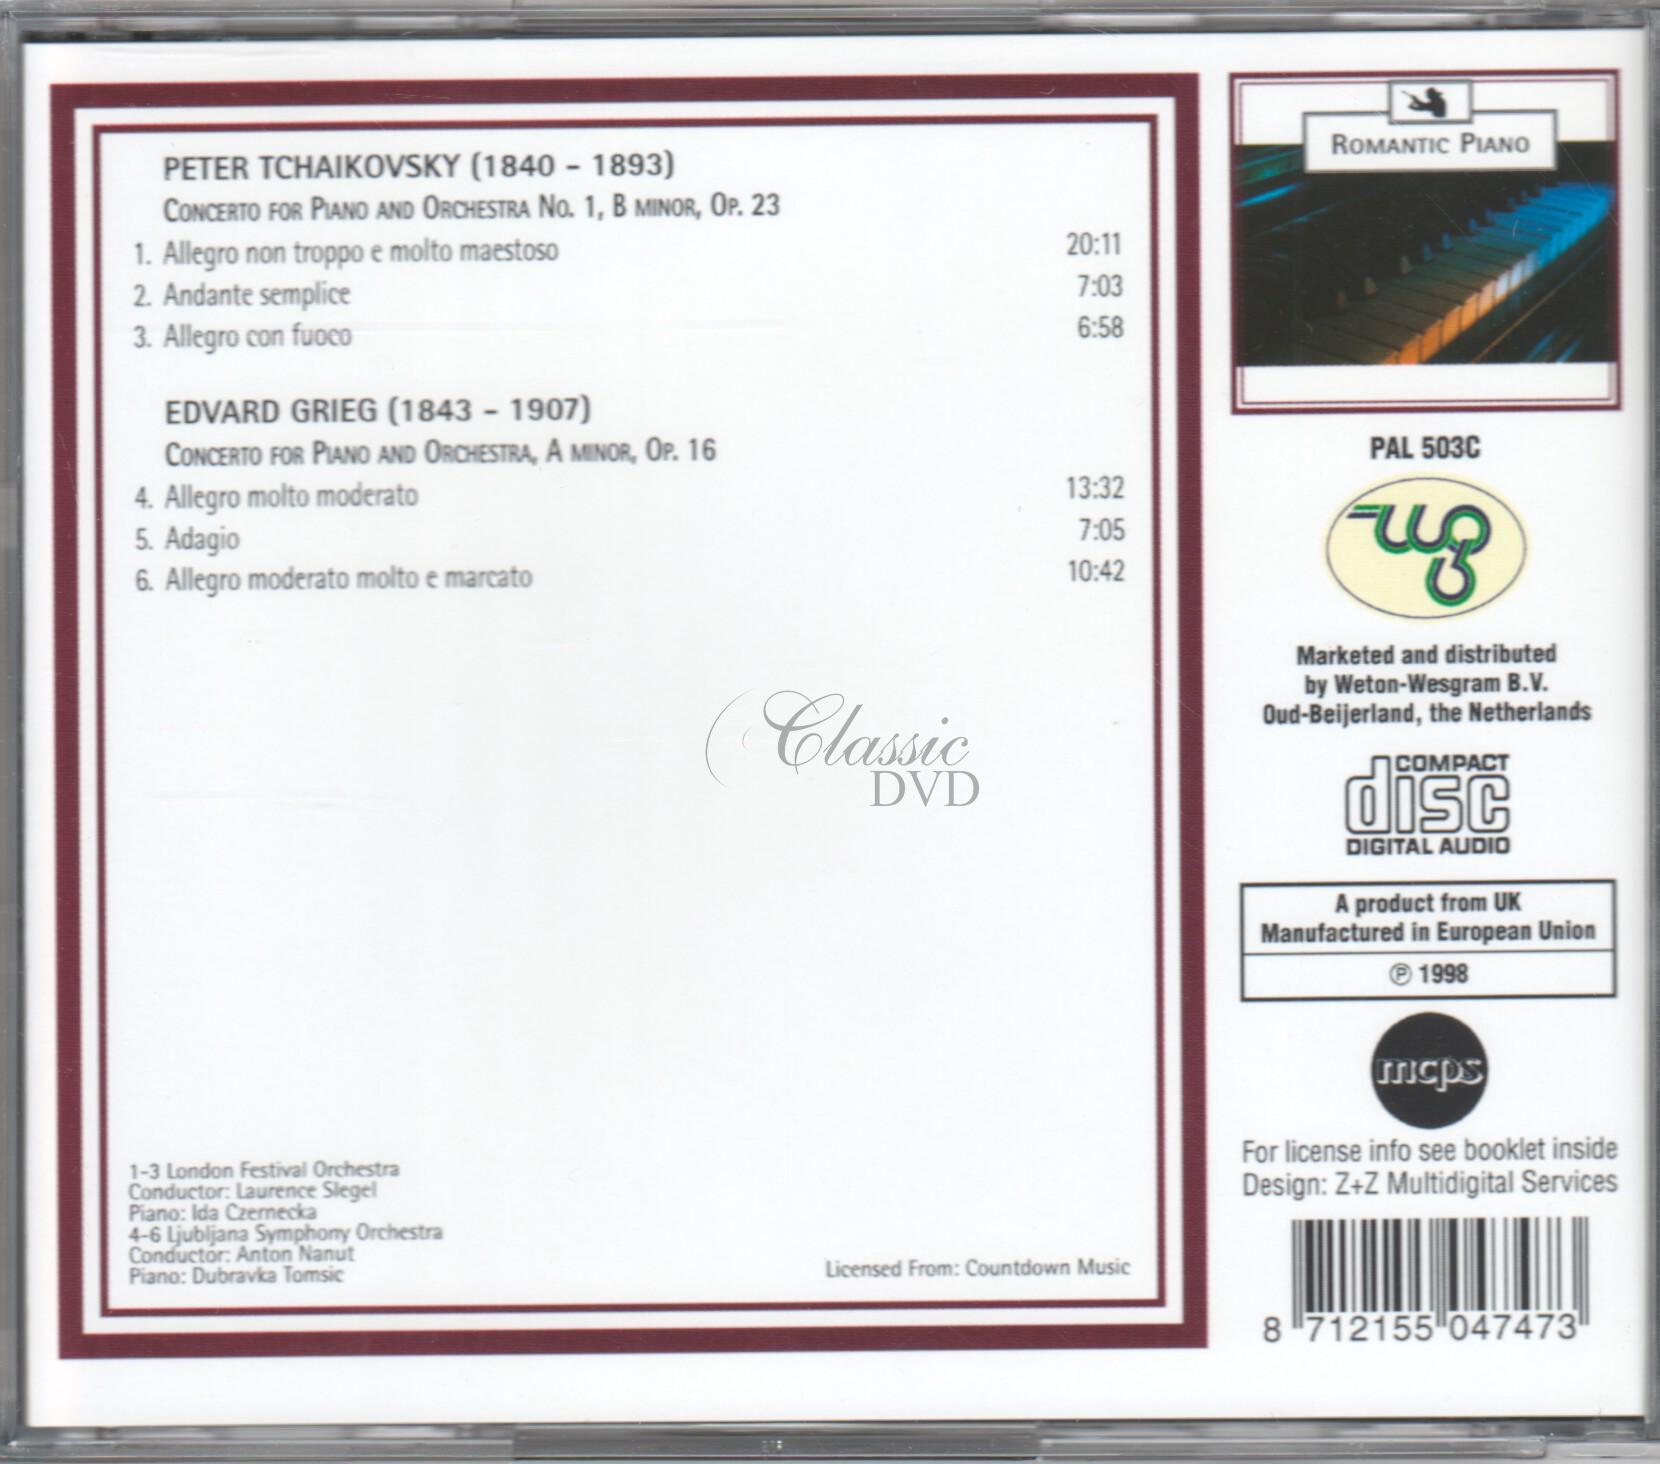 PETER TCHAIKOVSKY (1840 – 1893)
CONCERTO FOR PIANO AND ORCHESTRA NO. 1, B MINOR, OP. 23
1. Allegro non troppo e molto maestoso 20:11
2. Andante semplice 7:03
3. Allegro con fuoco 6:58
EDVARD GRIEG (1843 – 1907)
CONCERTO FOR PIANO AND ORCHESTRA, A MINOR, OP. 16
4. Allegro molto moderato 13:32
5. Adagio 7:05
6. Allegro moderato molto e marcato 10:42
Classic
DVD
1-3 London Festival Orchestra
Conductor: Laurence Slegel
Piano: Ida Czernecka
4-6 Ljubljana Symphony Orchestra
Conductor: Anton Nanut
Piano: Dubravka Tomsic
Licensed From: Countdown Music
ROMANTIC PIANO
PAL 503C
Marketed and distributed
by Weton-Wesgram B.V.
Oud-Beijerland, the Netherlands
COMPACT
disc
DIGITAL AUDIO
A product from UK
Manufactured in European Union
℗ 1998
mcps
For license info see booklet inside
Design: Z+Z Multidigital Services
8 712155 047473